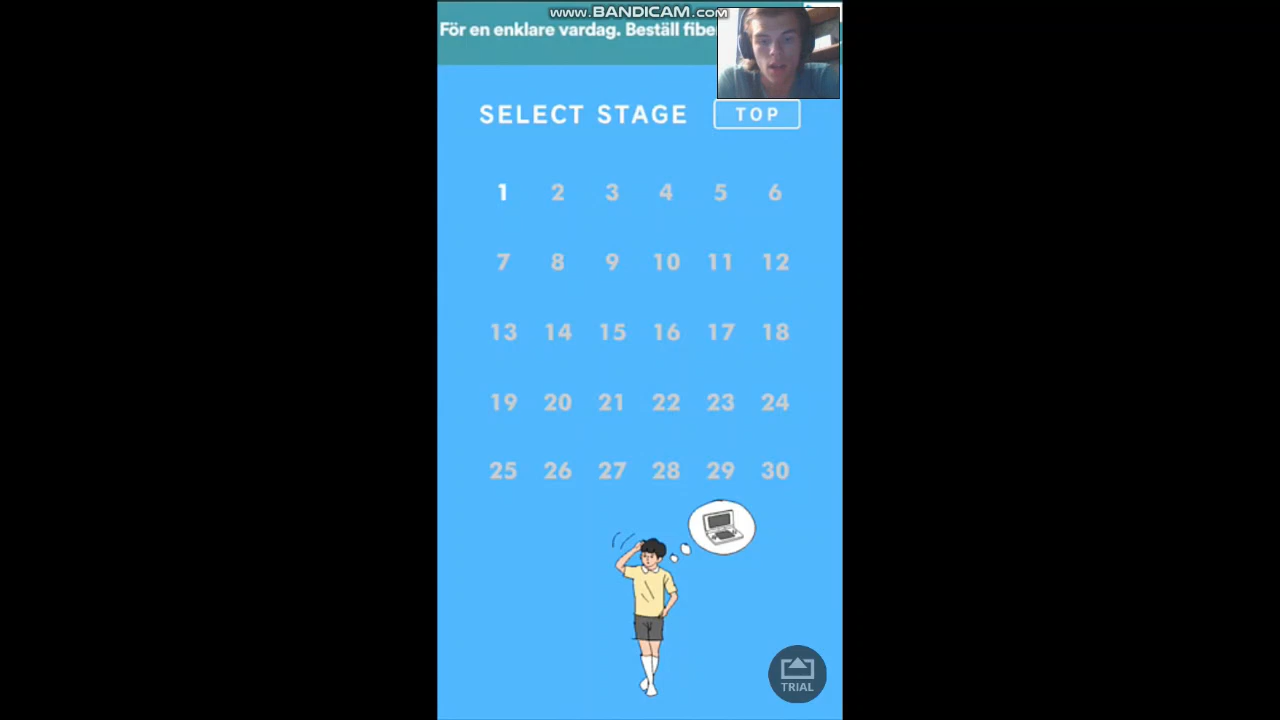 www.BANDICAM.com
För en enklare vardag. Beställ
SELECT STAGE TOP
1 2 3 4 5 6
7 8 9 10 11 12
13 14 15 16 17 18
19 20 21 22 23 24
25 26 27 28 29 30
TRIAL